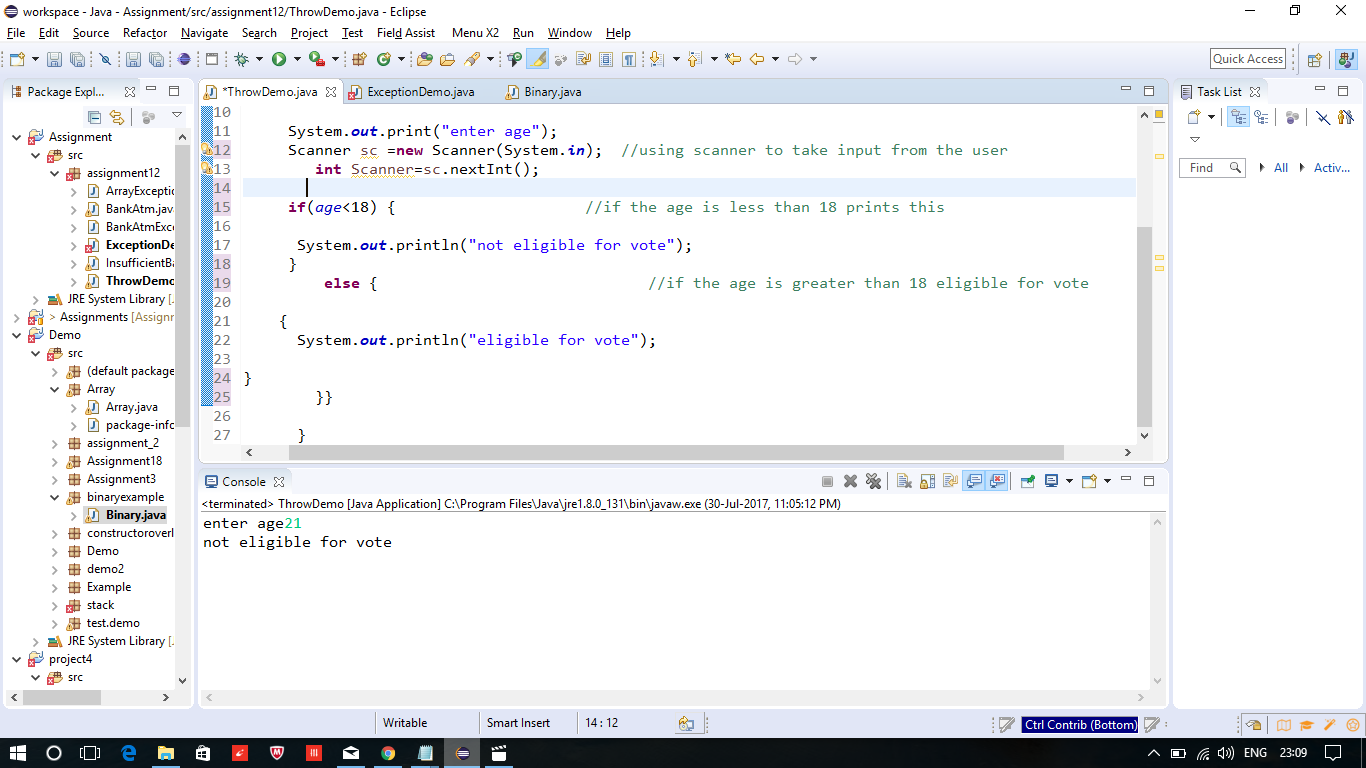 workspace - Java - Assignment/src/assignment12/ThrowDemo.java - Eclipse
File Edit Source Refactor Navigate Search Project Test Field Assist Menu X2 Run Window Help
Quick Access
Package Expl...
Assignment
src
assignment12
ArrayExceptic
BankAtm.jav
BankAtmExc
ExceptionDe
InsufficientBa
ThrowDemo
JRE System Library [.
> Assignments [Assignr
Demo
src
(default package
Array
Array.java
package-infc
assignment_2
Assignment18
Assignment3
binaryexample
Binary.java
constructoroverl
Demo
demo2
Example
stack
test.demo
JRE System Library [.
project4
src
*ThrowDemo.java ExceptionDemo.java Binary.java
10
11 System.out.print("enter age");
12 Scanner sc =new Scanner(System.in); //using scanner to take input from the user
13 int Scanner=sc.nextInt();
14
15 if(age<18) { //if the age is less than 18 prints this
16
17 System.out.println("not eligible for vote");
18 }
19 else { //if the age is greater than 18 eligible for vote
20
21 {
22 System.out.println("eligible for vote");
23
24 }
25 }}
26
27 }
Console
<terminated> ThrowDemo [Java Application] C:\Program Files\Java\jre1.8.0_131\bin\javaw.exe (30-Jul-2017, 11:05:12 PM)
enter age21
not eligible for vote
Task List
Find All Activ...
Writable Smart Insert 14 : 12 Ctrl Contrib (Bottom)
ENG 23:09